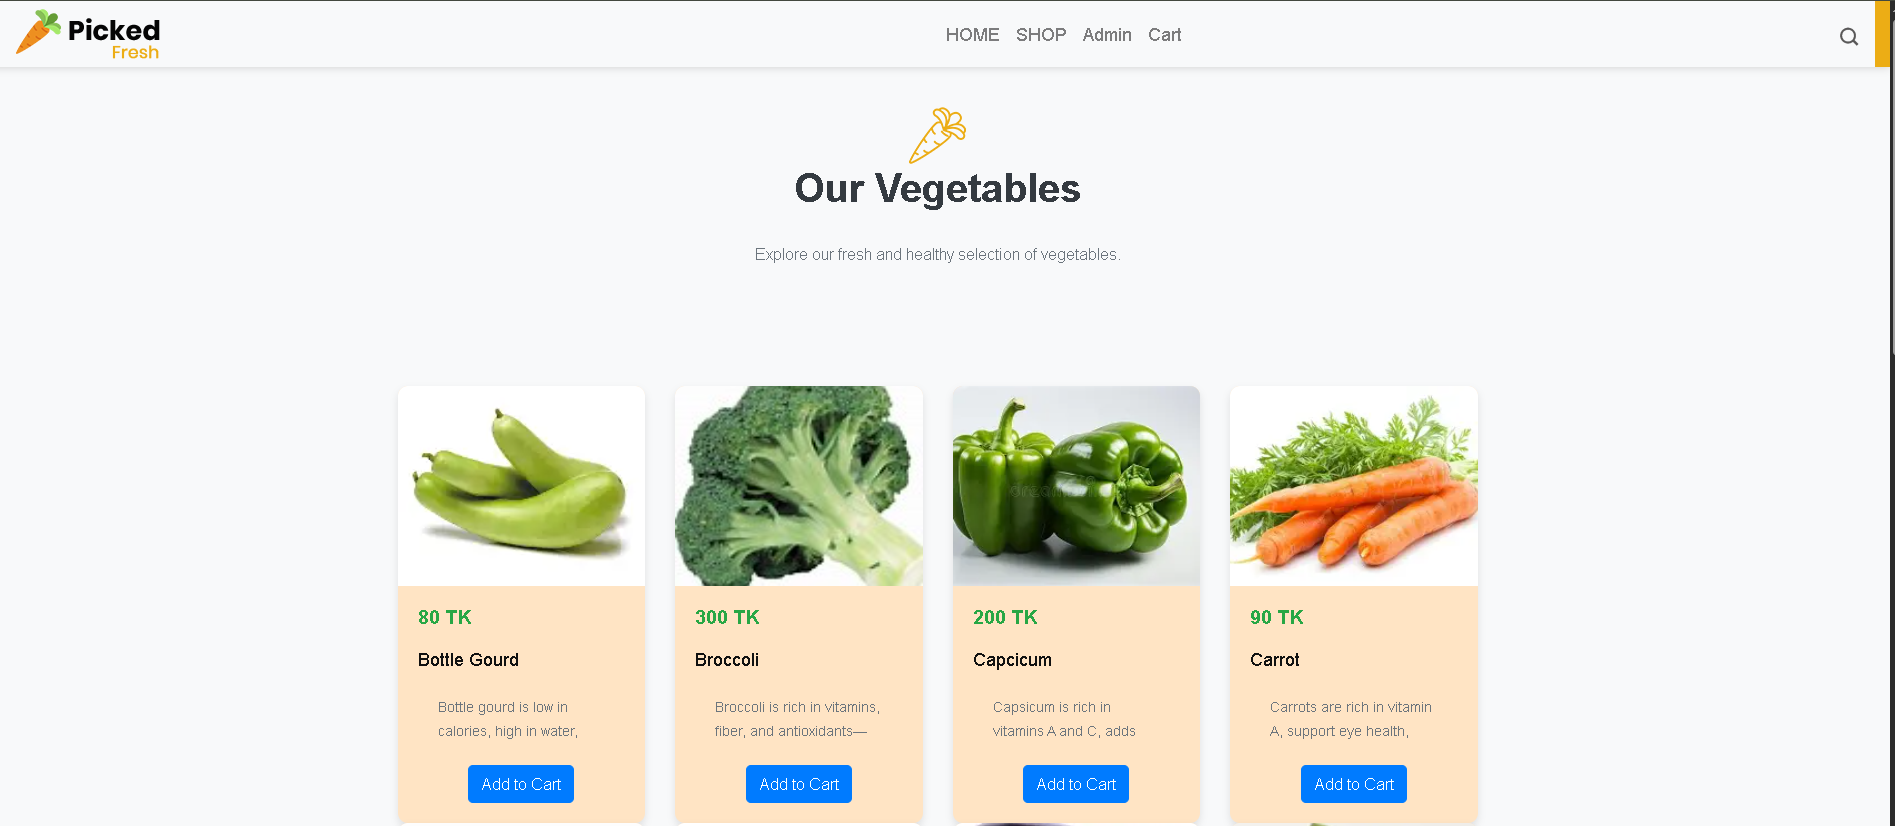 Picked
Fresh
HOME SHOP Admin Cart
Our Vegetables
Explore our fresh and healthy selection of vegetables.
80 TK
Bottle Gourd
Bottle gourd is low in
calories, high in water,
Add to Cart
300 TK
Broccoli
Broccoli is rich in vitamins,
fiber, and antioxidants—
Add to Cart
200 TK
Capcicum
Capsicum is rich in
vitamins A and C, adds
Add to Cart
90 TK
Carrot
Carrots are rich in vitamin
A, support eye health,
Add to Cart